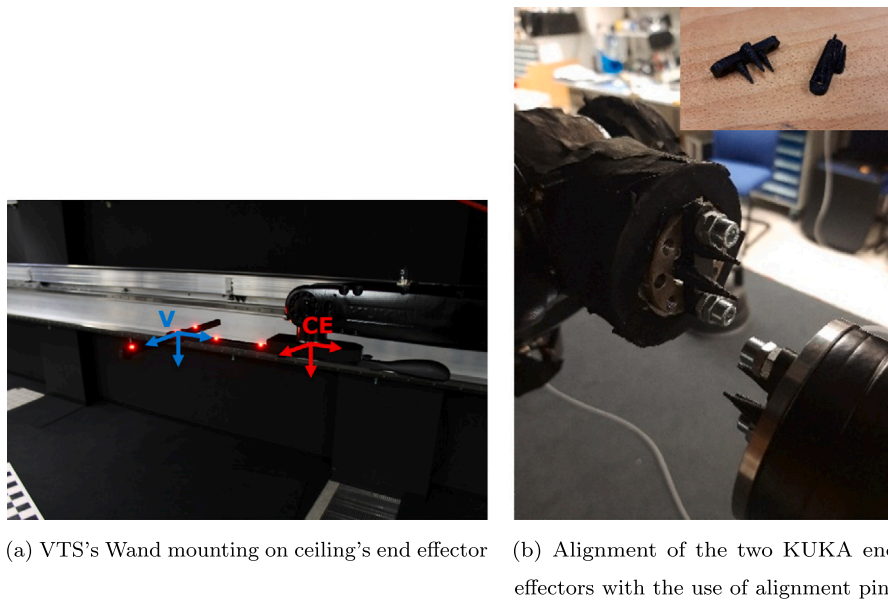 V
CE
(a) VTS's Wand mounting on ceiling's end effector
(b) Alignment of the two KUKA en
effectors with the use of alignment pin